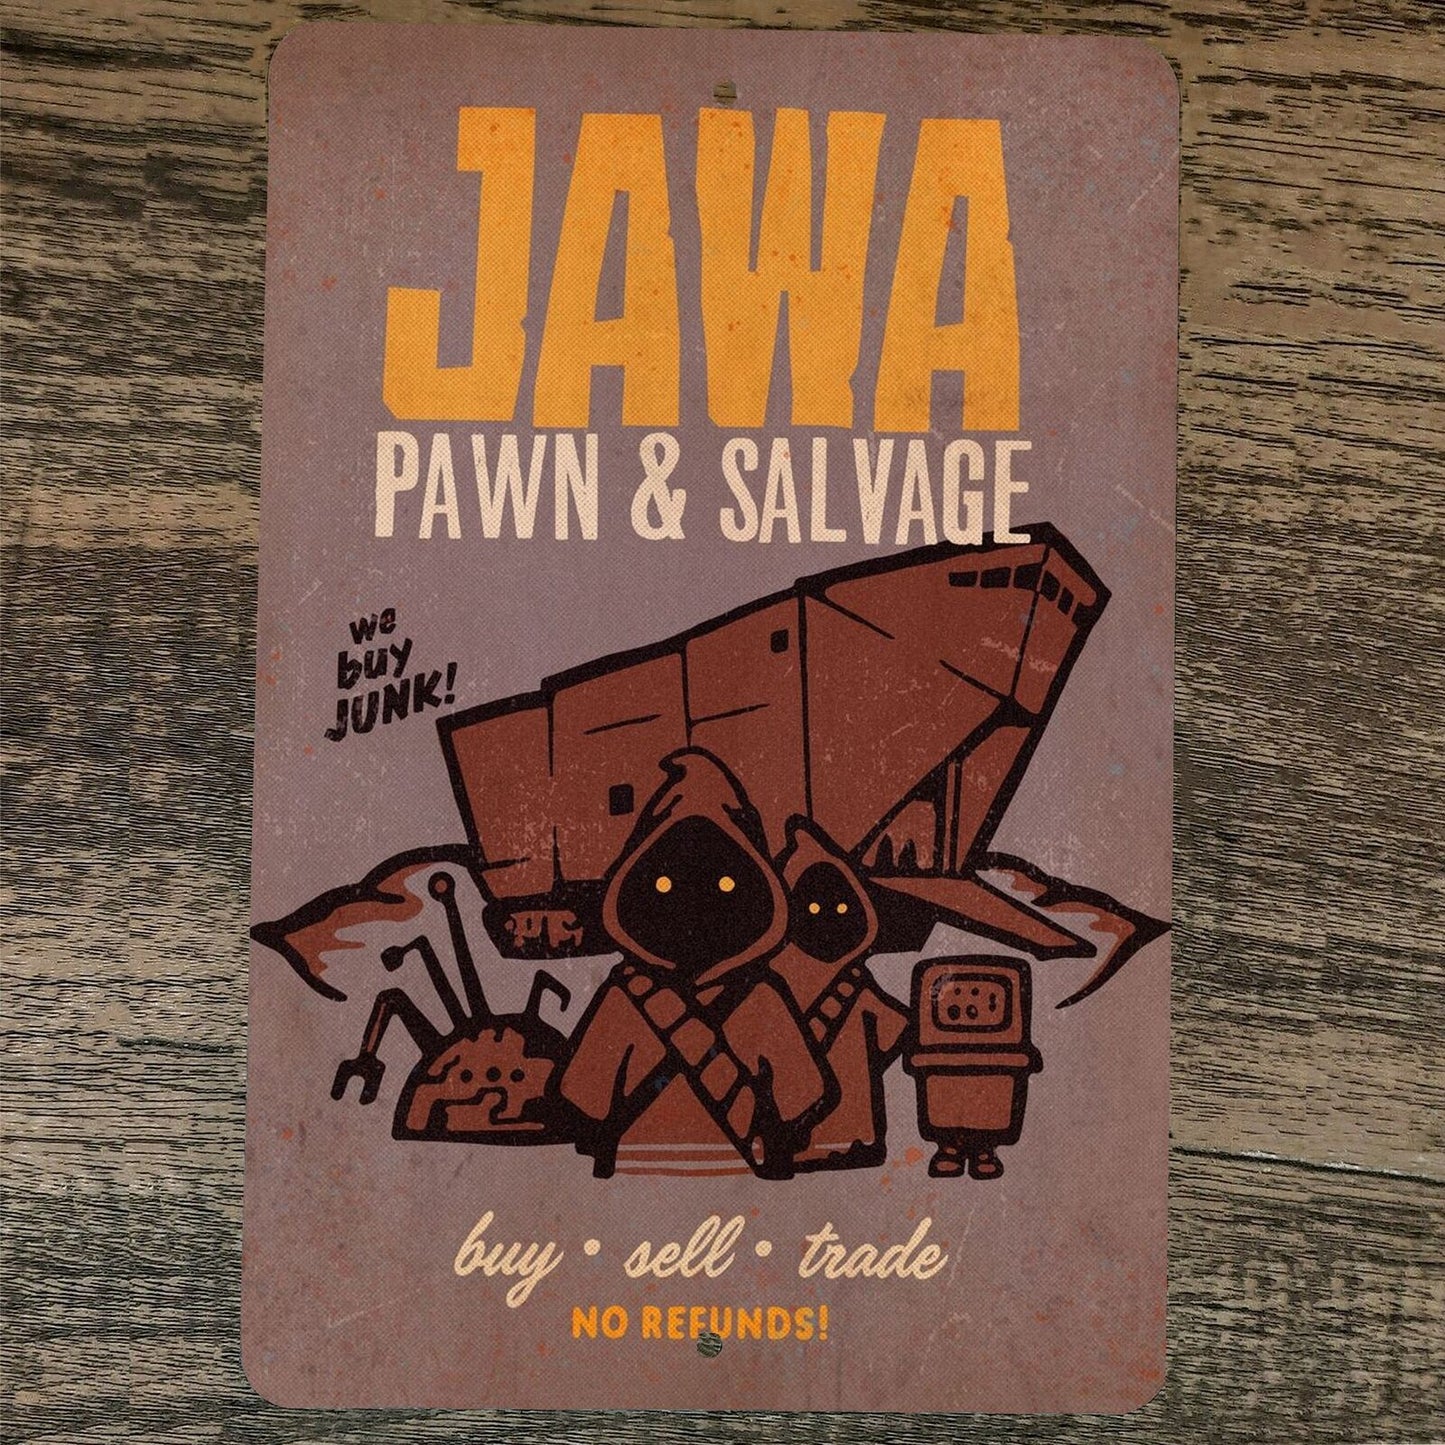 JAWA
PAWN & SALVAGE
we
buy
JUNK!
buy • sell • trade
NO REFUNDS!